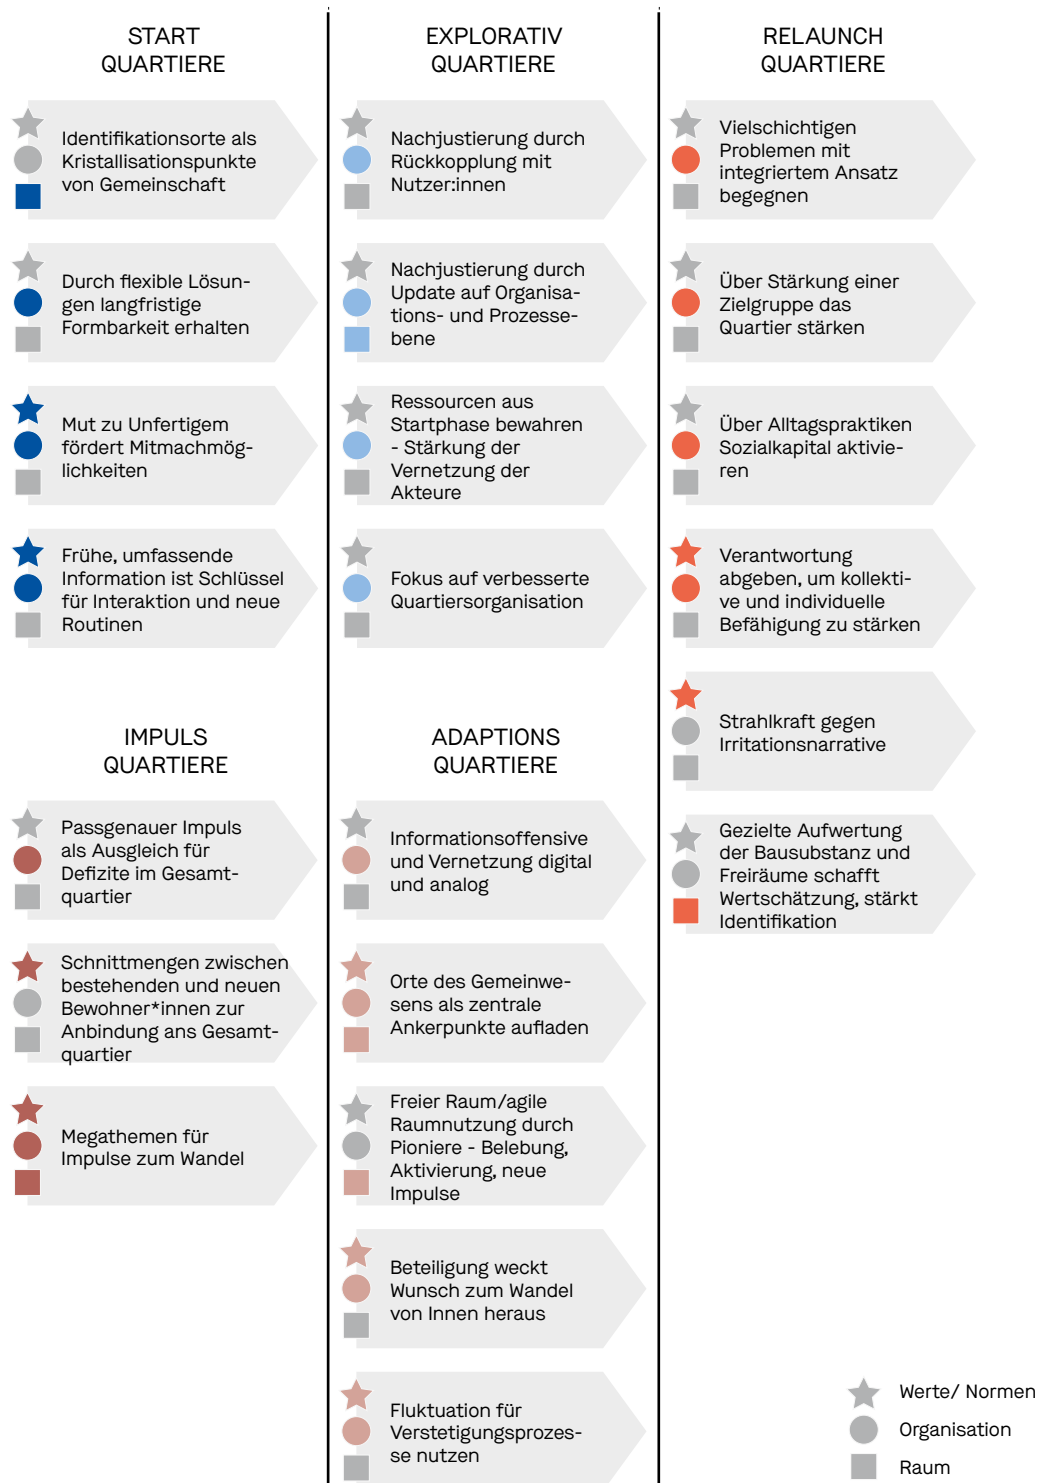 START
QUARTIERE
Identifikationsorte als
Kristallisationspunkte
von Gemeinschaft
Durch flexible Lösun-
gen langfristige
Formbarkeit erhalten
Mut zu Unfertigem
fördert Mitmachmög-
lichkeiten
Frühe, umfassende
Information ist Schlüssel
für Interaktion und neue
Routinen
IMPULS
QUARTIERE
Passgenauer Impuls
als Ausgleich für
Defizite im Gesamt-
quartier
Schnittmengen zwischen
bestehenden und neuen
Bewohner*innen zur
Anbindung ans Gesamt-
quartier
Megathemen für
Impulse zum Wandel
EXPLORATIV
QUARTIERE
Nachjustierung durch
Rückkopplung mit
Nutzer:innen
Nachjustierung durch
Update auf Organisa-
tions- und Prozesse-
bene
Ressourcen aus
Startphase bewahren
- Stärkung der
Vernetzung der
Akteure
Fokus auf verbesserte
Quartiersorganisation
ADAPTIONS
QUARTIERE
Informationsoffensive
und Vernetzung digital
und analog
Orte des Gemeinwe-
sens als zentrale
Ankerpunkte aufladen
Freier Raum/agile
Raumnutzung durch
Pioniere - Belebung,
Aktivierung, neue
Impulse
Beteiligung weckt
Wunsch zum Wandel
von Innen heraus
Fluktuation für
Verstetigungsprozes-
se nutzen
RELAUNCH
QUARTIERE
Vielschichtigen
Problemen mit
integriertem Ansatz
begegnen
Über Stärkung einer
Zielgruppe das
Quartier stärken
Über Alltagspraktiken
Sozialkapital aktivie-
ren
Verantwortung
abgeben, um kollekti-
ve und individuelle
Befähigung zu stärken
Strahlkraft gegen
Irritationsnarrative
Gezielte Aufwertung
der Bausubstanz und
Freiräume schafft
Wertschätzung, stärkt
Identifikation
Werte/ Normen
Organisation
Raum